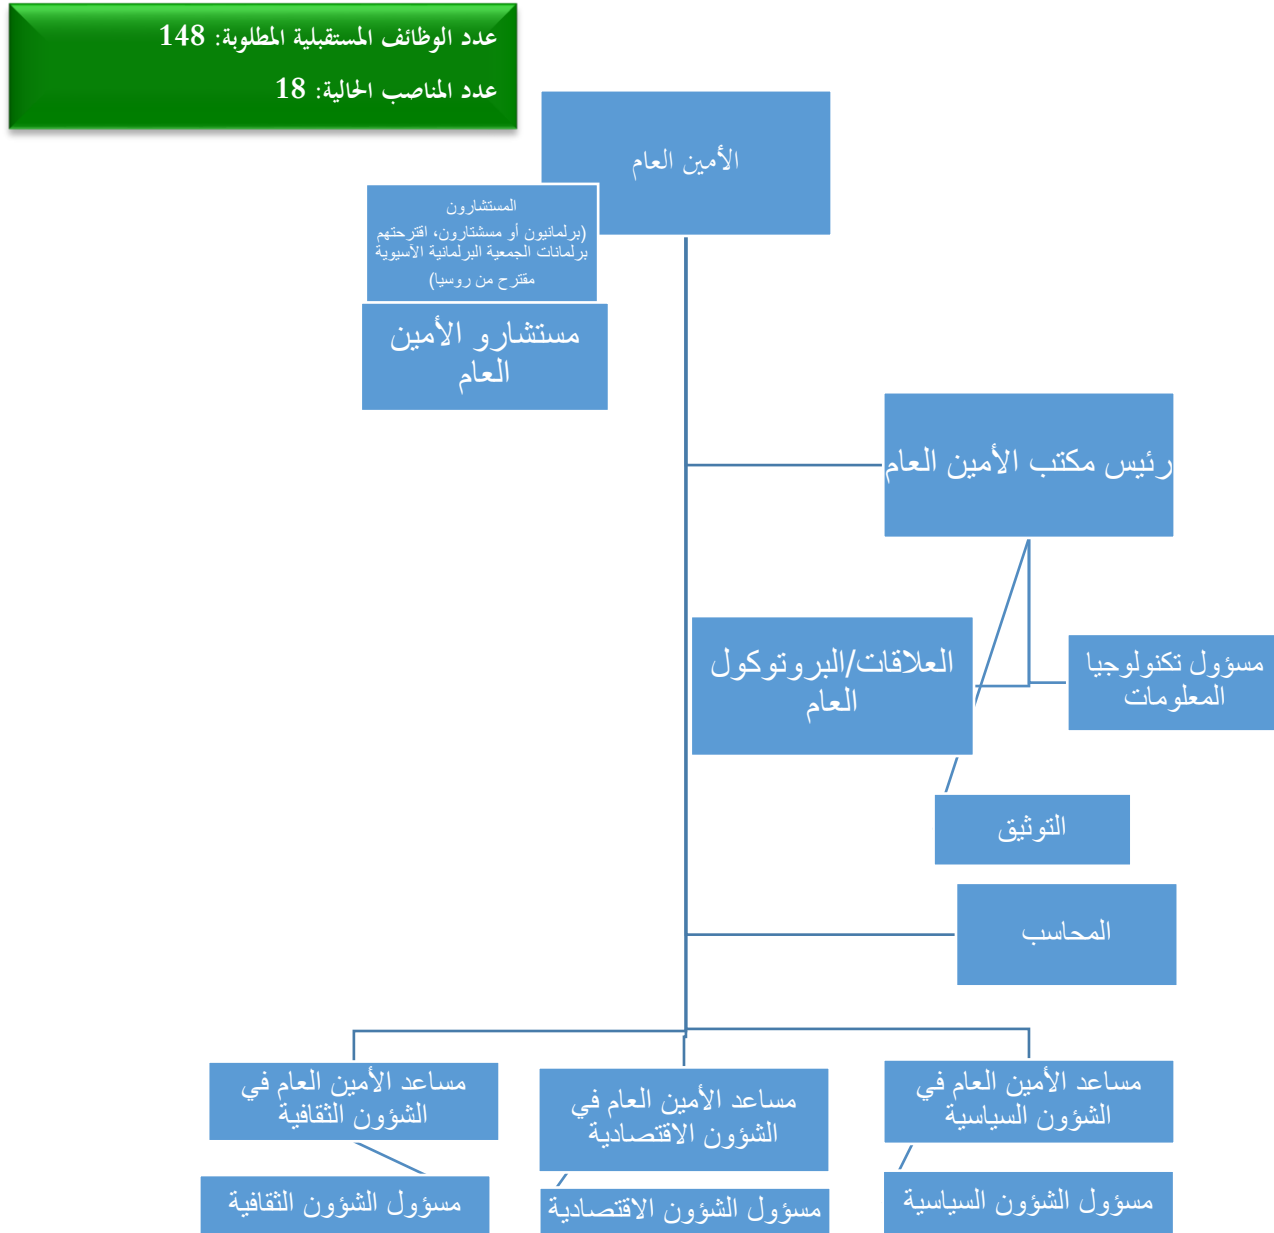 عدد الوظائف المستقبلية المطلوبة: 148
عدد المناصب الحالية: 18
الأمين العام
المستشارون
(برلمانيون أو مسشتارون، اقترحتهم
برلمانات الجمعية البرلمانية الآسيوية
مقترح من روسيا)
مستشارو الأمين
العام
رئيس مكتب الأمين العام
العلاقات/البروتوكول
العام
مسؤول تكنولوجيا
المعلومات
التوثيق
المحاسب
مساعد الأمين العام في
الشؤون السياسية
مساعد الأمين العام في
الشؤون الاقتصادية
مساعد الأمين العام في
الشؤون الثقافية
مسؤول الشؤون السياسية
مسؤول الشؤون الاقتصادية
مسؤول الشؤون الثقافية